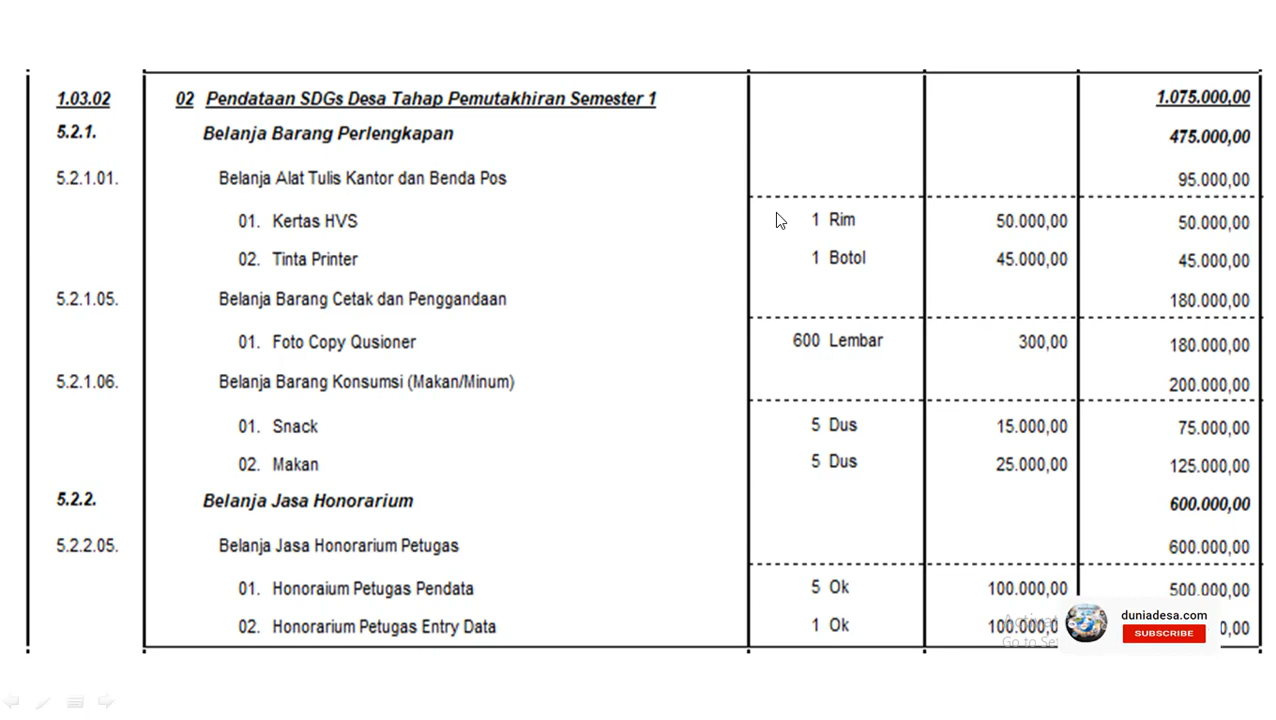 1.03.02 02 Pendataan SDGs Desa Tahap Pemutakhiran Semester 1 1.075.000,00
5.2.1. Belanja Barang Perlengkapan 475.000,00
5.2.1.01. Belanja Alat Tulis Kantor dan Benda Pos 95.000,00
01. Kertas HVS 1 Rim 50.000,00 50.000,00
02. Tinta Printer 1 Botol 45.000,00 45.000,00
5.2.1.05. Belanja Barang Cetak dan Penggandaan 180.000,00
01. Foto Copy Qusioner 600 Lembar 300,00 180.000,00
5.2.1.06. Belanja Barang Konsumsi (Makan/Minum) 200.000,00
01. Snack 5 Dus 15.000,00 75.000,00
02. Makan 5 Dus 25.000,00 125.000,00
5.2.2. Belanja Jasa Honorarium 600.000,00
5.2.2.05. Belanja Jasa Honorarium Petugas 600.000,00
01. Honoraium Petugas Pendata 5 Ok 100.000,00 500.000,00
02. Honorarium Petugas Entry Data 1 Ok
duniadesa.com
SUBSCRIBE